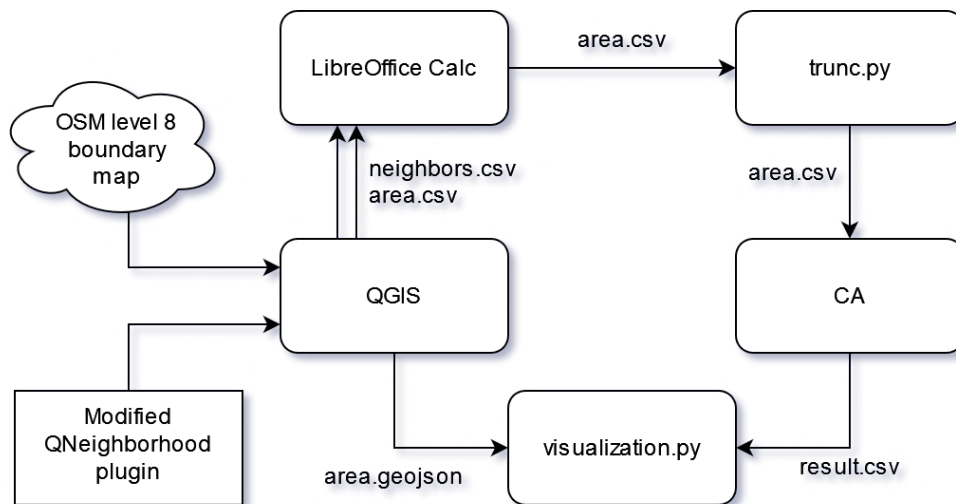 LibreOffice Calc
area.csv
trunc.py
OSM level 8
boundary
map
neighbors.csv
area.csv
area.csv
QGIS
CA
Modified
QNeighborhood
plugin
visualization.py
area.geojson
result.csv